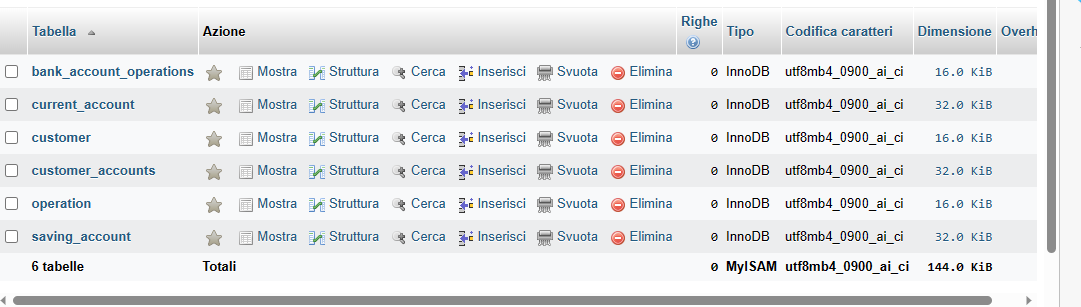 Tabella Azione Righe Tipo Codifica caratteri Dimensione Overh
bank_account_operations Mostra Struttura Cerca Inserisci Svuota Elimina 0 InnoDB utf8mb4_0900_ai_ci 16.0 KiB
current_account Mostra Struttura Cerca Inserisci Svuota Elimina 0 InnoDB utf8mb4_0900_ai_ci 32.0 KiB
customer Mostra Struttura Cerca Inserisci Svuota Elimina 0 InnoDB utf8mb4_0900_ai_ci 16.0 KiB
customer_accounts Mostra Struttura Cerca Inserisci Svuota Elimina 0 InnoDB utf8mb4_0900_ai_ci 32.0 KiB
operation Mostra Struttura Cerca Inserisci Svuota Elimina 0 InnoDB utf8mb4_0900_ai_ci 16.0 KiB
saving_account Mostra Struttura Cerca Inserisci Svuota Elimina 0 InnoDB utf8mb4_0900_ai_ci 32.0 KiB
6 tabelle Totali 0 MyISAM utf8mb4_0900_ai_ci 144.0 KiB